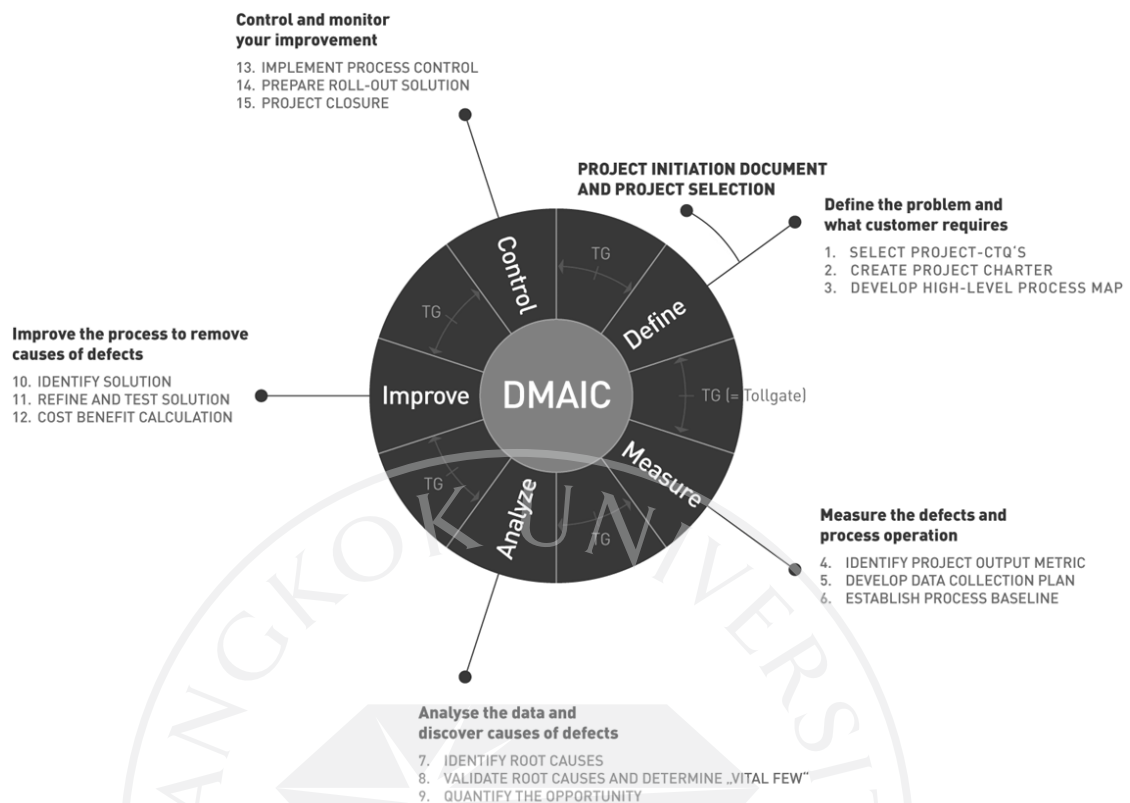 Control and monitor
your improvement
13. IMPLEMENT PROCESS CONTROL
14. PREPARE ROLL-OUT SOLUTION
15. PROJECT CLOSURE
PROJECT INITIATION DOCUMENT
AND PROJECT SELECTION
Define the problem and
what customer requires
1. SELECT PROJECT-CTQ'S
2. CREATE PROJECT CHARTER
3. DEVELOP HIGH-LEVEL PROCESS MAP
Control
TG
Define
TG
Improve the process to remove
causes of defects
10. IDENTIFY SOLUTION
11. REFINE AND TEST SOLUTION
12. COST BENEFIT CALCULATION
Improve
DMAIC
TG (= Tollgate)
TG
Analyze
TG
Measure
Measure the defects and
process operation
4. IDENTIFY PROJECT OUTPUT METRIC
5. DEVELOP DATA COLLECTION PLAN
6. ESTABLISH PROCESS BASELINE
Analyse the data and
discover causes of defects
7. IDENTIFY ROOT CAUSES
8. VALIDATE ROOT CAUSES AND DETERMINE „VITAL FEW“
9. QUANTIFY THE OPPORTUNITY
ANGKOK UNIVERSI